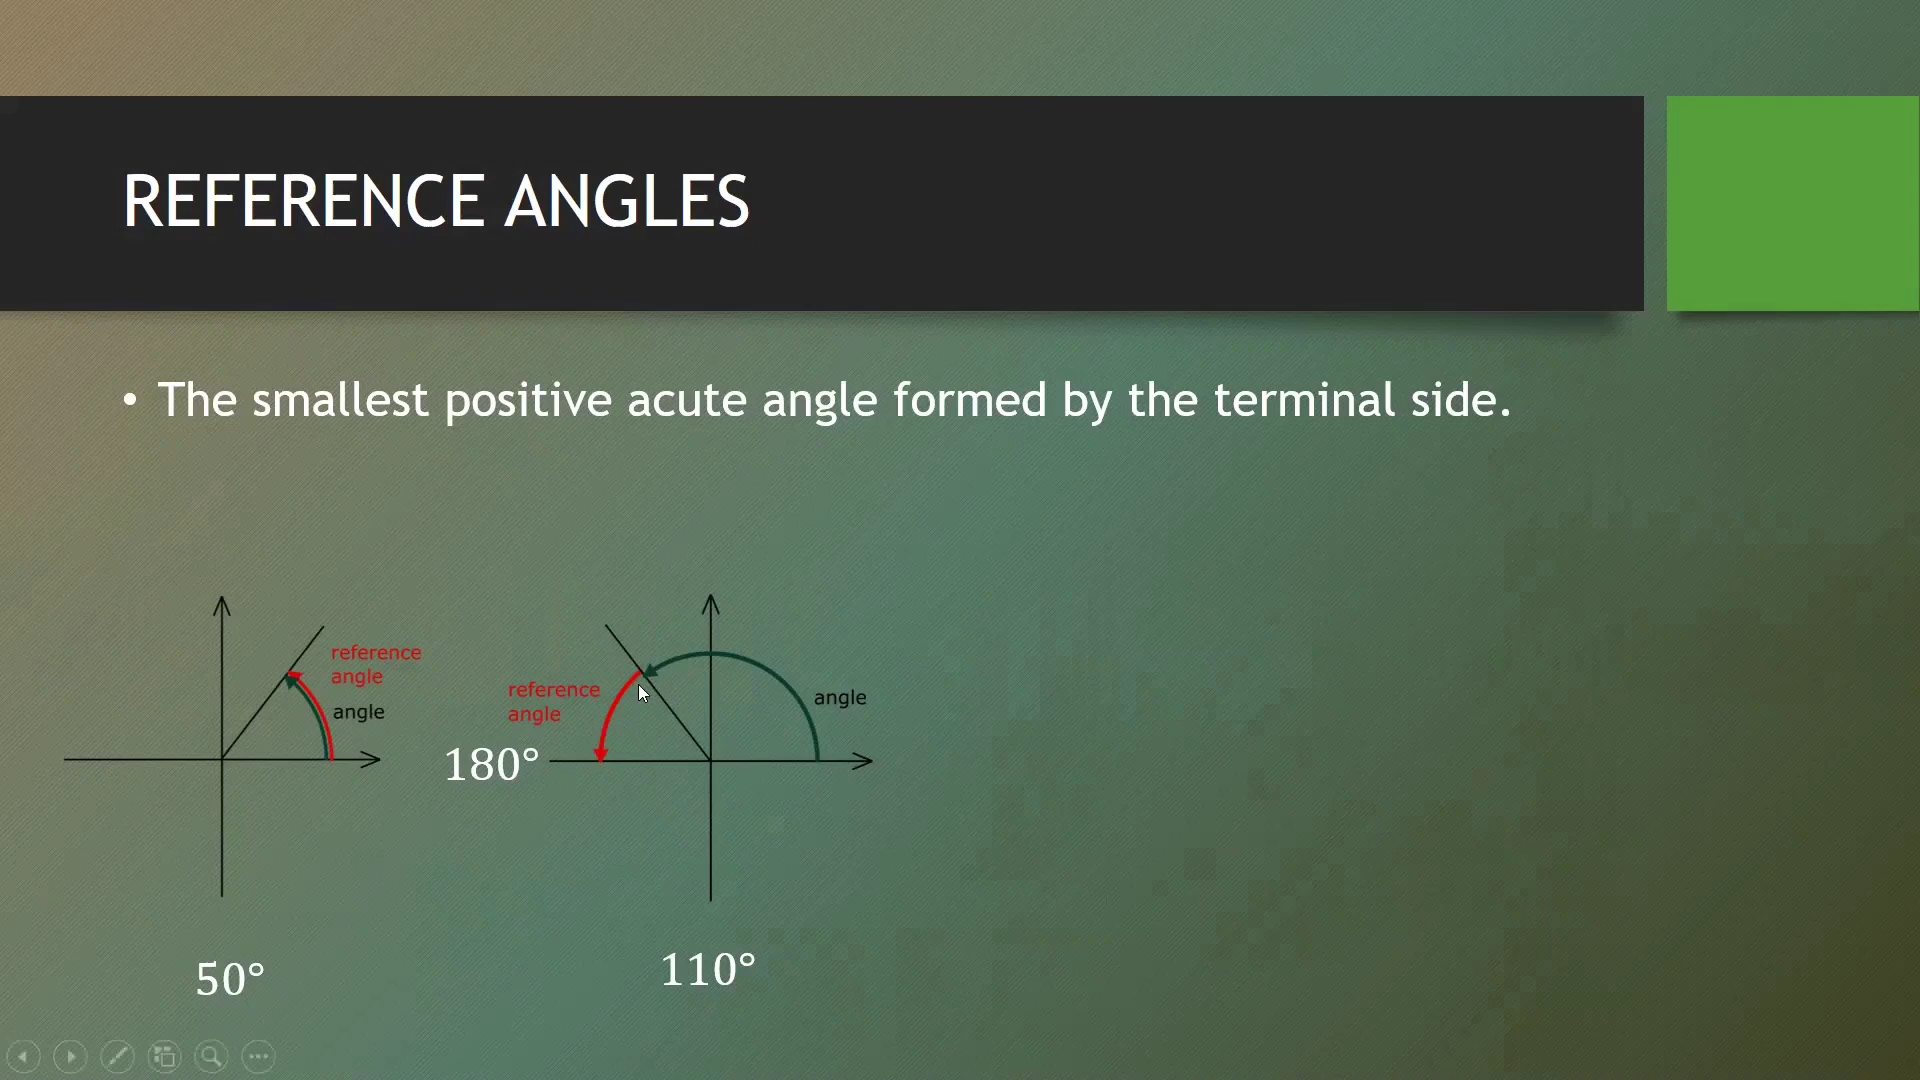 REFERENCE ANGLES
• The smallest positive acute angle formed by the terminal side.
reference
angle
angle
reference
angle
angle
180°
50°
110°